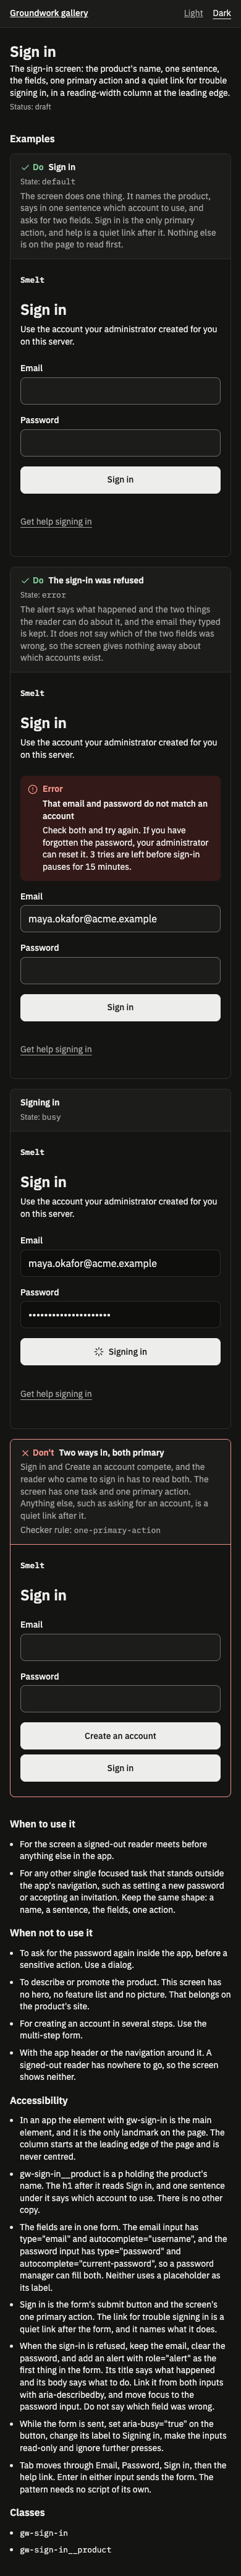 Groundwork gallery Light Dark
Sign in
The sign-in screen: the product's name, one sentence,
the fields, one primary action and a quiet link for trouble
signing in, in a reading-width column at the leading edge.
Status: draft
Examples
Do Sign in
State: default
The screen does one thing. It names the product,
says in one sentence which account to use, and
asks for two fields. Sign in is the only primary
action, and help is a quiet link after it. Nothing else
is on the page to read first.
Smelt
Sign in
Use the account your administrator created for you
on this server.
Email
Password
Sign in
Get help signing in
Do The sign-in was refused
State: error
The alert says what happened and the two things
the reader can do about it, and the email they typed
is kept. It does not say which of the two fields was
wrong, so the screen gives nothing away about
which accounts exist.
Smelt
Sign in
Use the account your administrator created for you
on this server.
Error
That email and password do not match an
account
Check both and try again. If you have
forgotten the password, your administrator
can reset it. 3 tries are left before sign-in
pauses for 15 minutes.
Email
maya.okafor@acme.example
Password
Sign in
Get help signing in
Signing in
State: busy
Smelt
Sign in
Use the account your administrator created for you
on this server.
Email
maya.okafor@acme.example
Password
Signing in
Get help signing in
Don't Two ways in, both primary
Sign in and Create an account compete, and the
reader who came to sign in has to read both. The
screen has one task and one primary action.
Anything else, such as asking for an account, is a
quiet link after it.
Checker rule: one-primary-action
Smelt
Sign in
Email
Password
Create an account
Sign in
When to use it
• For the screen a signed-out reader meets before
anything else in the app.
• For any other single focused task that stands outside
the app's navigation, such as setting a new password
or accepting an invitation. Keep the same shape: a
name, a sentence, the fields, one action.
When not to use it
• To ask for the password again inside the app, before a
sensitive action. Use a dialog.
• To describe or promote the product. This screen has
no hero, no feature list and no picture. That belongs on
the product's site.
• For creating an account in several steps. Use the
multi-step form.
• With the app header or the navigation around it. A
signed-out reader has nowhere to go, so the screen
shows neither.
Accessibility
• In an app the element with gw-sign-in is the main
element, and it is the only landmark on the page. The
column starts at the leading edge of the page and is
never centred.
• gw-sign-in__product is a p holding the product's
name. The h1 after it reads Sign in, and one sentence
under it says which account to use. There is no other
copy.
• The fields are in one form. The email input has
type="email" and autocomplete="username", and the
password input has type="password" and
autocomplete="current-password", so a password
manager can fill both. Neither uses a placeholder as
its label.
• Sign in is the form's submit button and the screen's
one primary action. The link for trouble signing in is a
quiet link after the form, and it names what it does.
• When the sign-in is refused, keep the email, clear the
password, and add an alert with role="alert" as the
first thing in the form. Its title says what happened
and its body says what to do. Link it from both inputs
with aria-describedby, and move focus to the
password input. Do not say which field was wrong.
• While the form is sent, set aria-busy="true" on the
button, change its label to Signing in, make the inputs
read-only and ignore further presses.
• Tab moves through Email, Password, Sign in, then the
help link. Enter in either input sends the form. The
pattern needs no script of its own.
Classes
• gw-sign-in
• gw-sign-in__product